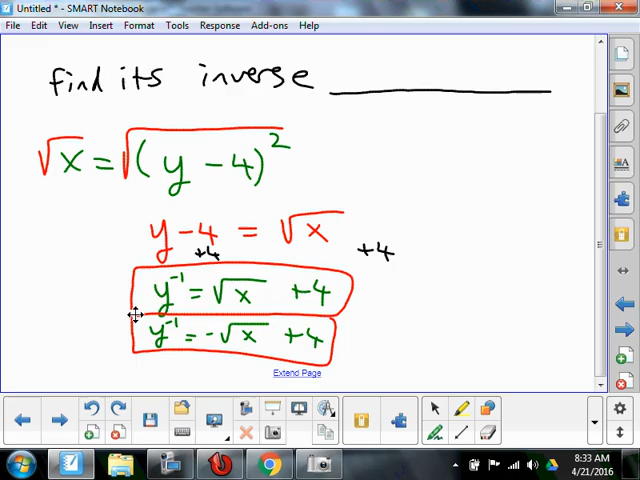 Untitled * - SMART Notebook
File Edit View Insert Format Tools Add-ons Help
find its inverse
√x = √(y - 4)²
y - 4 = √x
+4 +4
y⁻¹ = √x + 4
y⁻¹ = -√x + 4
Extend Page
8:33 AM
4/21/2016